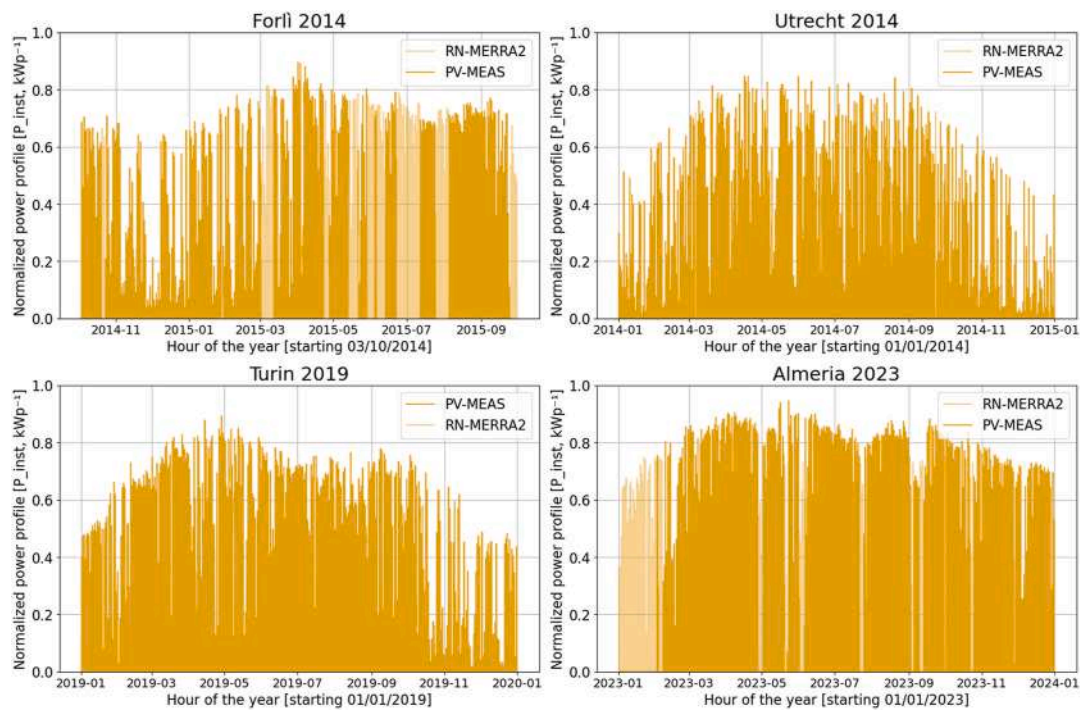 Forlì 2014
Normalized power profile [P_inst, kWp⁻¹]
1.0
0.8
0.6
0.4
0.2
0.0
RN-MERRA2
PV-MEAS
2014-11 2015-01 2015-03 2015-05 2015-07 2015-09
Hour of the year [starting 03/10/2014]
Utrecht 2014
Normalized power profile [P_inst, kWp⁻¹]
1.0
0.8
0.6
0.4
0.2
0.0
RN-MERRA2
PV-MEAS
2014-01 2014-03 2014-05 2014-07 2014-09 2014-11 2015-01
Hour of the year [starting 01/01/2014]
Turin 2019
Normalized power profile [P_inst, kWp⁻¹]
1.0
0.8
0.6
0.4
0.2
0.0
PV-MEAS
RN-MERRA2
2019-01 2019-03 2019-05 2019-07 2019-09 2019-11 2020-01
Hour of the year [starting 01/01/2019]
Almeria 2023
Normalized power profile [P_inst, kWp⁻¹]
1.0
0.8
0.6
0.4
0.2
0.0
RN-MERRA2
PV-MEAS
2023-01 2023-03 2023-05 2023-07 2023-09 2023-11 2024-01
Hour of the year [starting 01/01/2023]